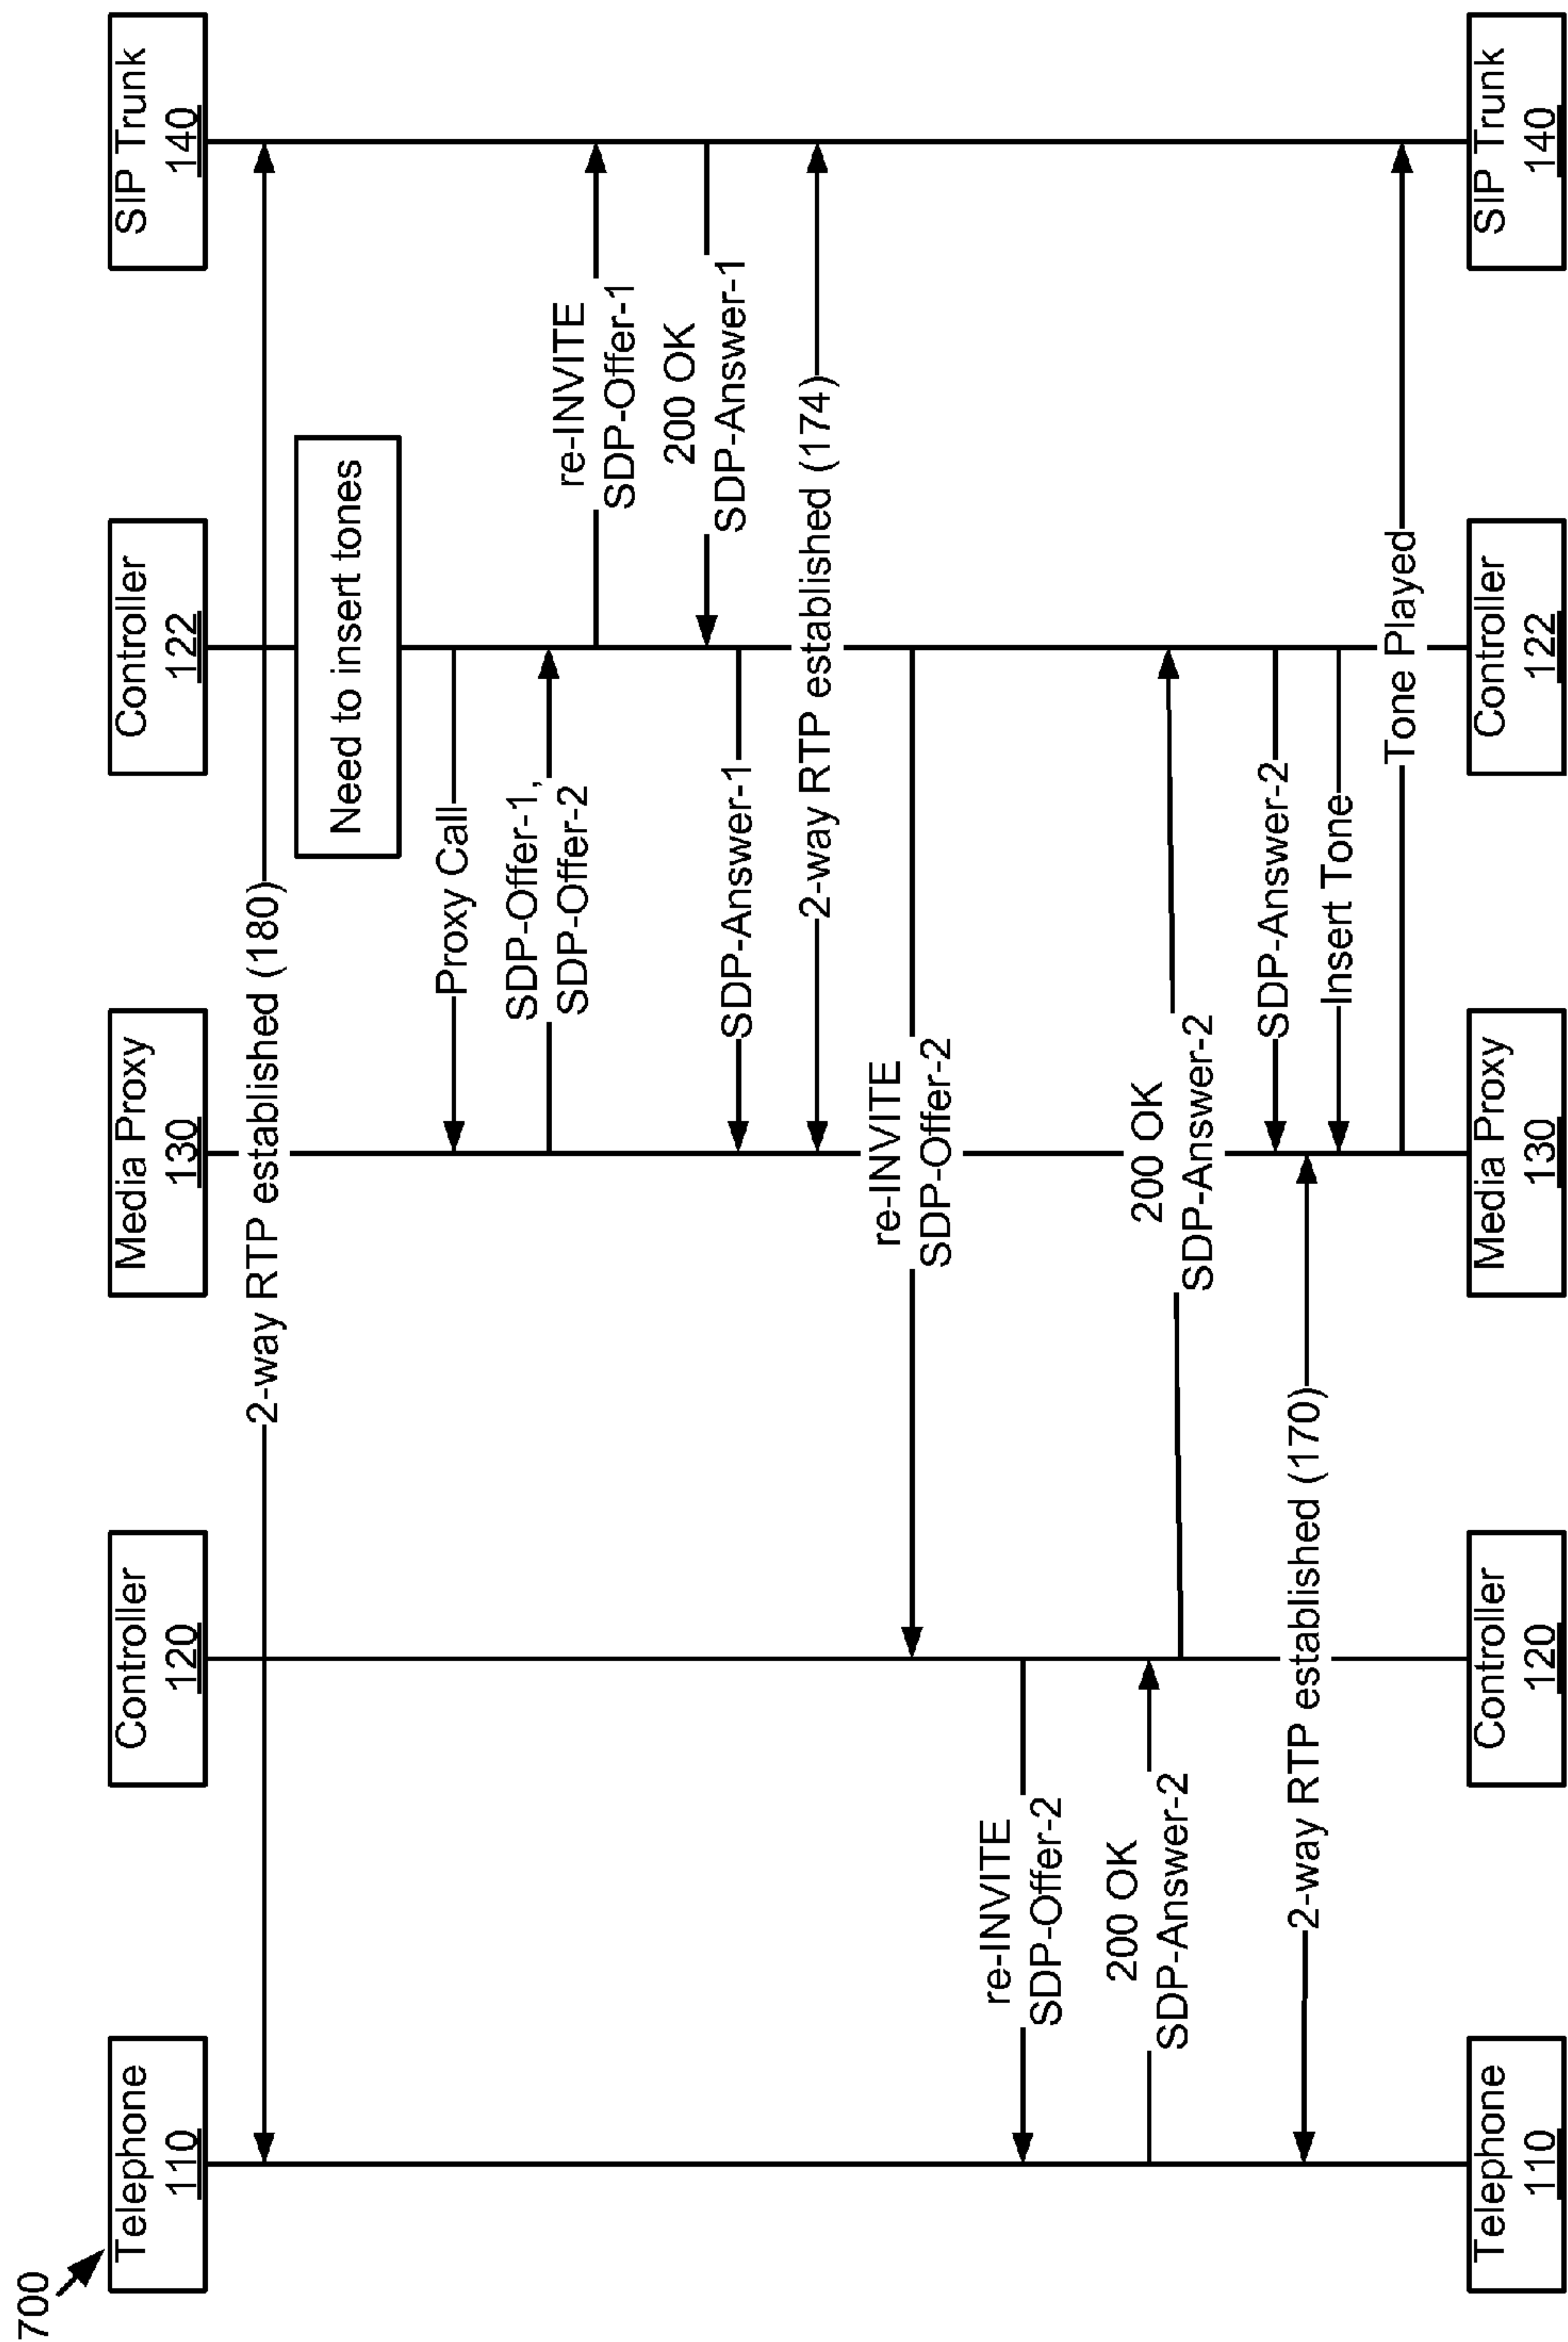 700
Telephone
110
Controller
120
Media Proxy
130
Controller
122
SIP Trunk
140
2-way RTP established (180)
Need to insert tones
Proxy Call
SDP-Offer-1,
SDP-Offer-2
re-INVITE
SDP-Offer-1
200 OK
SDP-Answer-1
SDP-Answer-1
2-way RTP established (174)
re-INVITE
SDP-Offer-2
re-INVITE
SDP-Offer-2
200 OK
SDP-Answer-2
200 OK
SDP-Answer-2
SDP-Answer-2
2-way RTP established (170)
Insert Tone
Tone Played
Telephone
110
Controller
120
Media Proxy
130
Controller
122
SIP Trunk
140